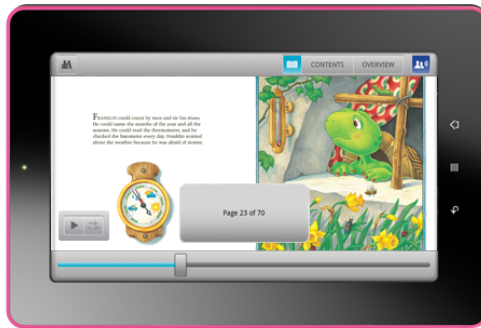 CONTENTS OVERVIEW
FRANKLIN could count by twos and tie his shoes.
He could name the months of the year and all the
seasons. He could read the thermometer, and he
checked the barometer every day. Franklin worried
about the weather because he was afraid of storms
Page 23 of 70